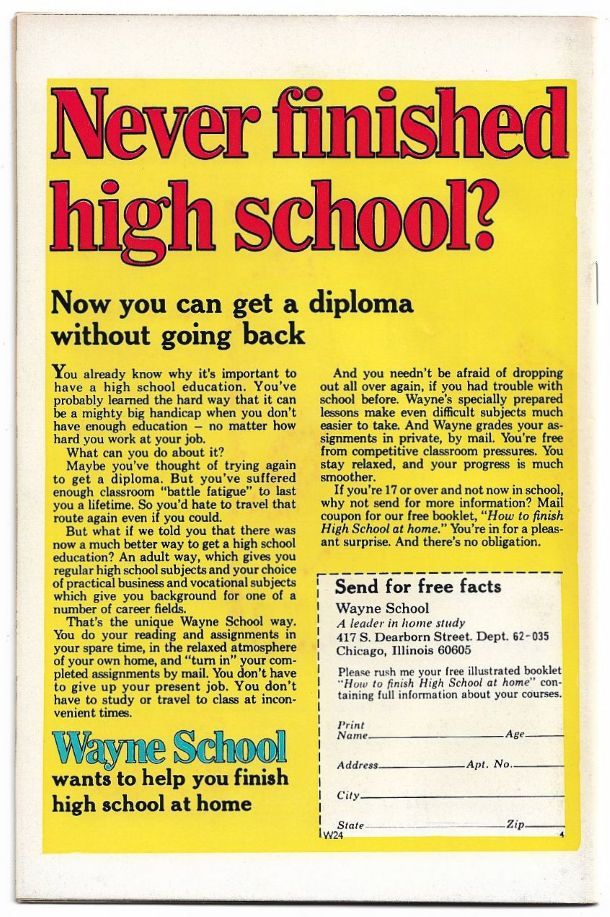 Never finished
high school?
Now you can get a diploma
without going back
You already know why it's important to
have a high school education. You've
probably learned the hard way that it can
be a mighty big handicap when you don't
have enough education – no matter how
hard you work at your job.
What can you do about it?
Maybe you've thought of trying again
to get a diploma. But you've suffered
enough classroom "battle fatigue" to last
you a lifetime. So you'd hate to travel that
route again even if you could.
But what if we told you that there was
now a much better way to get a high school
education? An adult way, which gives you
regular high school subjects and your choice
of practical business and vocational subjects
which give you background for one of a
number of career fields.
That's the unique Wayne School way.
You do your reading and assignments in
your spare time, in the relaxed atmosphere
of your own home, and "turn in" your com-
pleted assignments by mail. You don't have
to give up your present job. You don't
have to study or travel to class at incon-
venient times.
Wayne School
wants to help you finish
high school at home
And you needn't be afraid of dropping
out all over again, if you had trouble with
school before. Wayne's specially prepared
lessons make even difficult subjects much
easier to take. And Wayne grades your as-
signments in private, by mail. You're free
from competitive classroom pressures. You
stay relaxed, and your progress is much
smoother.
If you're 17 or over and not now in school,
why not send for more information? Mail
coupon for our free booklet, "How to finish
High School at home." You're in for a pleas-
ant surprise. And there's no obligation.
Send for free facts
Wayne School
A leader in home study
417 S. Dearborn Street. Dept. 62-035
Chicago, Illinois 60605
Please rush me your free illustrated booklet
"How to finish High School at home" con-
taining full information about your courses.
Print
Name Age
Address Apt. No.
City
State Zip
W24 4